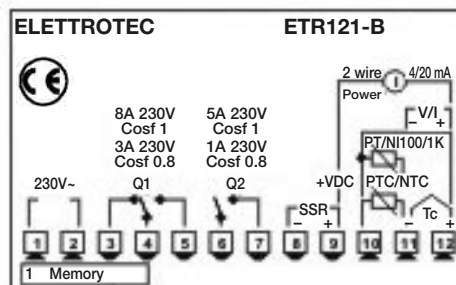 ELETTROTEC ETR121-B
CE
2 wire Power I 4/20 mA
V/I
- +
8A 230V Cosf 1
3A 230V Cosf 0.8
5A 230V Cosf 1
1A 230V Cosf 0.8
PT/NI100/1K
230V~ Q1 Q2 +VDC PTC/NTC
SSR
- +
Tc
- +
1 2 3 4 5 6 7 8 9 10 11 12
1 Memory